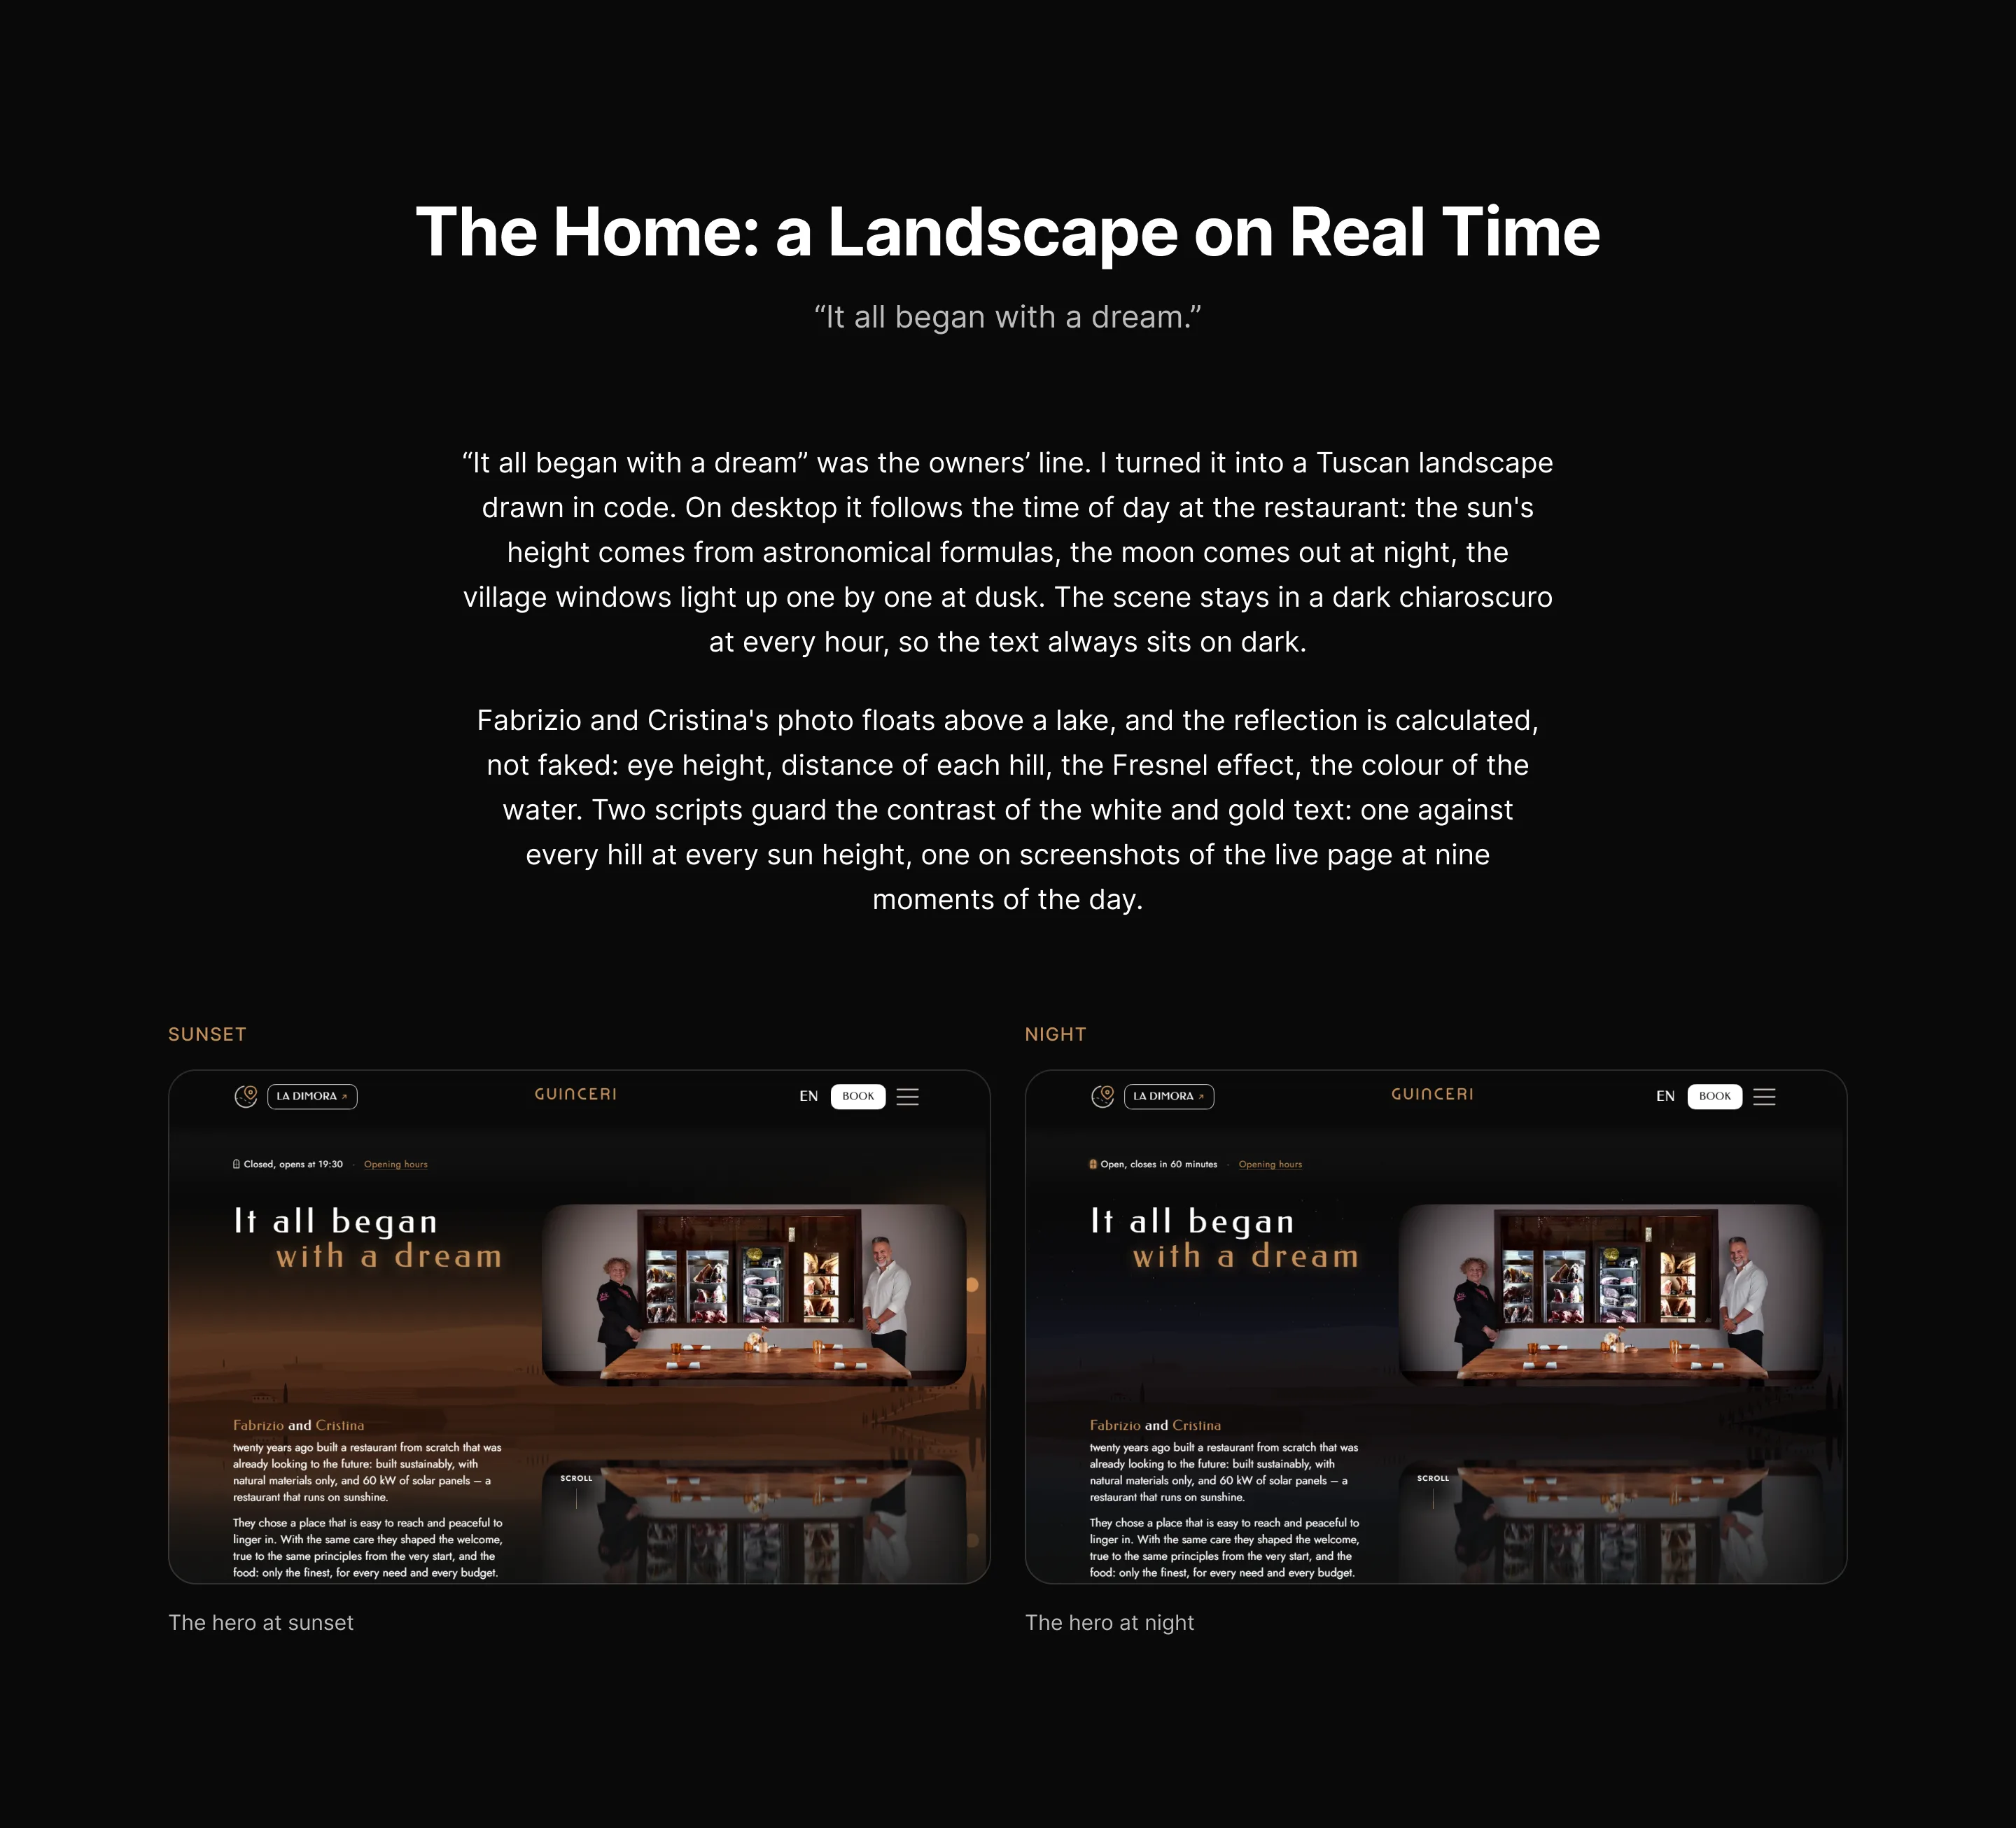 The Home: a Landscape on Real Time
“It all began with a dream.”
“It all began with a dream” was the owners’ line. I turned it into a Tuscan landscape
drawn in code. On desktop it follows the time of day at the restaurant: the sun's
height comes from astronomical formulas, the moon comes out at night, the
village windows light up one by one at dusk. The scene stays in a dark chiaroscuro
at every hour, so the text always sits on dark.
Fabrizio and Cristina's photo floats above a lake, and the reflection is calculated,
not faked: eye height, distance of each hill, the Fresnel effect, the colour of the
water. Two scripts guard the contrast of the white and gold text: one against
every hill at every sun height, one on screenshots of the live page at nine
moments of the day.
SUNSET
LA DIMORA ↗
GUINCERI
EN
BOOK
Closed, opens at 19:30 · Opening hours
It all began
with a dream
Fabrizio and Cristina
twenty years ago built a restaurant from scratch that was
already looking to the future: built sustainably, with
natural materials only, and 60 kW of solar panels – a
restaurant that runs on sunshine.
They chose a place that is easy to reach and peaceful to
linger in. With the same care they shaped the welcome,
true to the same principles from the very start, and the
food: only the finest, for every need and every budget.
SCROLL
The hero at sunset
NIGHT
LA DIMORA ↗
GUINCERI
EN
BOOK
Open, closes in 60 minutes · Opening hours
It all began
with a dream
Fabrizio and Cristina
twenty years ago built a restaurant from scratch that was
already looking to the future: built sustainably, with
natural materials only, and 60 kW of solar panels – a
restaurant that runs on sunshine.
They chose a place that is easy to reach and peaceful to
linger in. With the same care they shaped the welcome,
true to the same principles from the very start, and the
food: only the finest, for every need and every budget.
SCROLL
The hero at night